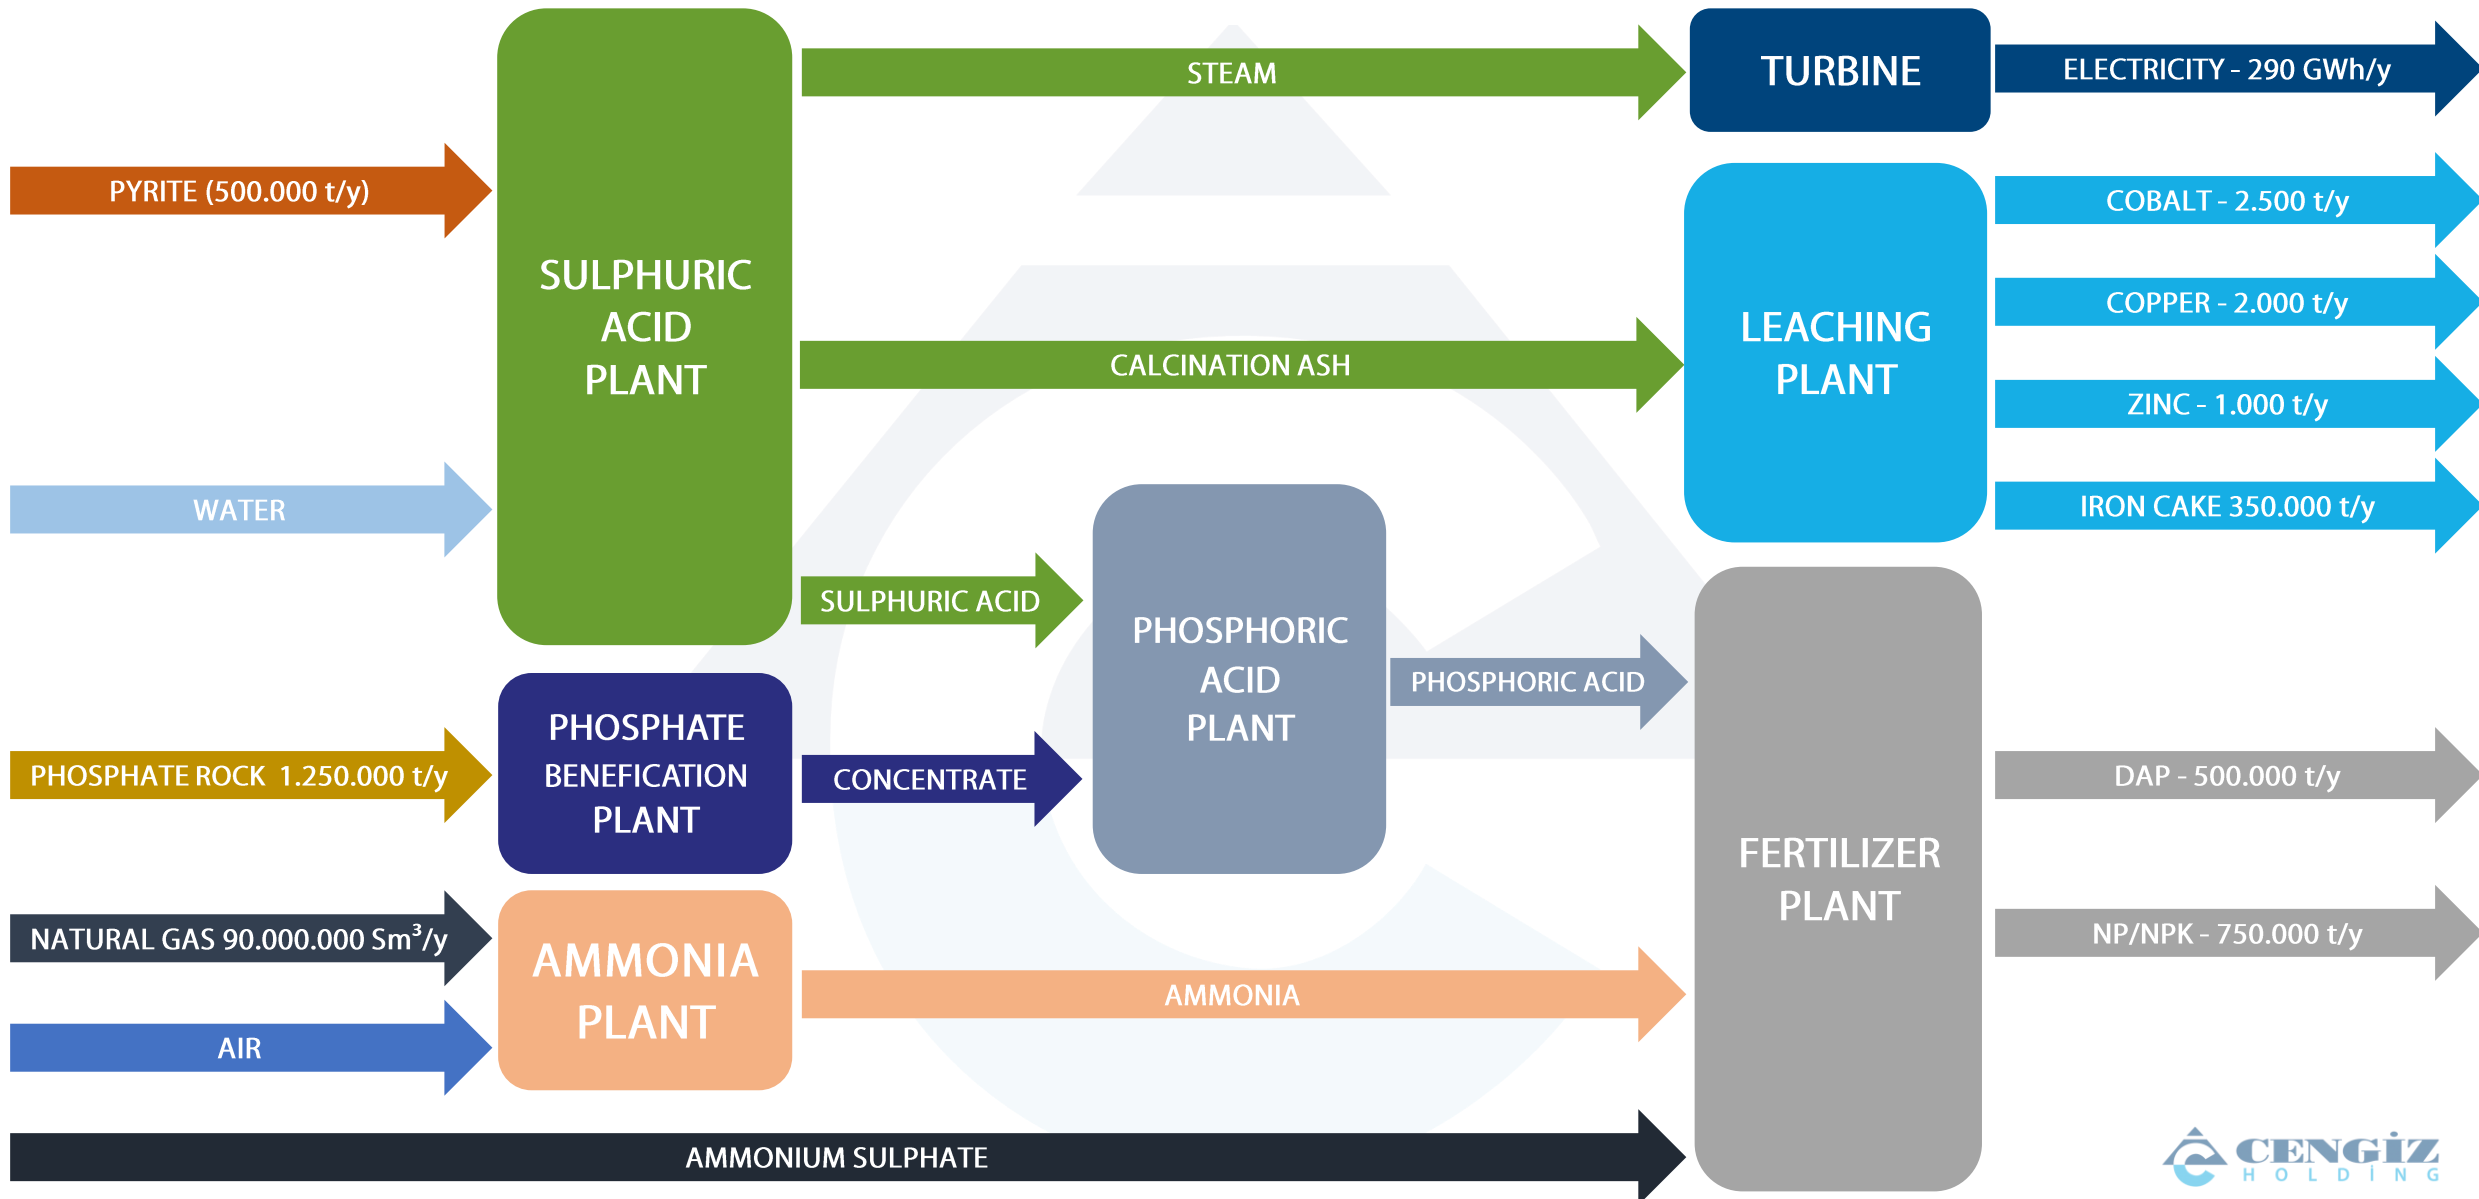 STEAM
TURBINE
ELECTRICITY - 290 GWh/y
PYRITE (500.000 t/y)
SULPHURIC
ACID
PLANT
WATER
CALCINATION ASH
LEACHING
PLANT
COBALT - 2.500 t/y
COPPER - 2.000 t/y
ZINC - 1.000 t/y
IRON CAKE 350.000 t/y
SULPHURIC ACID
PHOSPHORIC
ACID
PLANT
PHOSPHORIC ACID
PHOSPHATE ROCK 1.250.000 t/y
PHOSPHATE
BENEFICATION
PLANT
CONCENTRATE
FERTILIZER
PLANT
DAP - 500.000 t/y
NP/NPK - 750.000 t/y
NATURAL GAS 90.000.000 Sm³/y
AIR
AMMONIA
PLANT
AMMONIA
AMMONIUM SULPHATE
CENGİZ
HOLDİNG